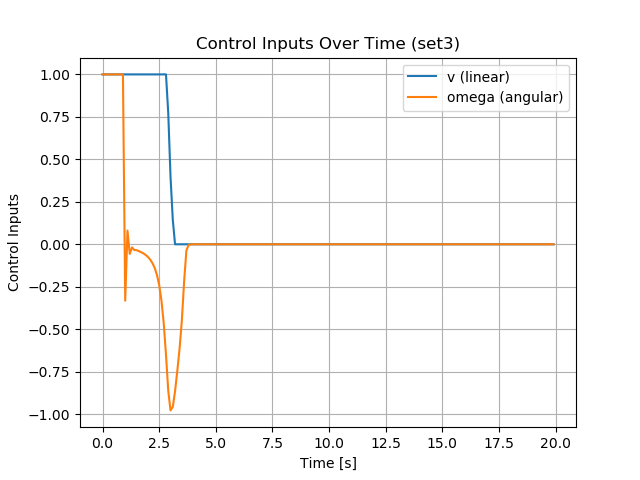 Control Inputs Over Time (set3)
v (linear)
omega (angular)
Control Inputs
1.00
0.75
0.50
0.25
0.00
−0.25
−0.50
−0.75
−1.00
0.0 2.5 5.0 7.5 10.0 12.5 15.0 17.5 20.0
Time [s]